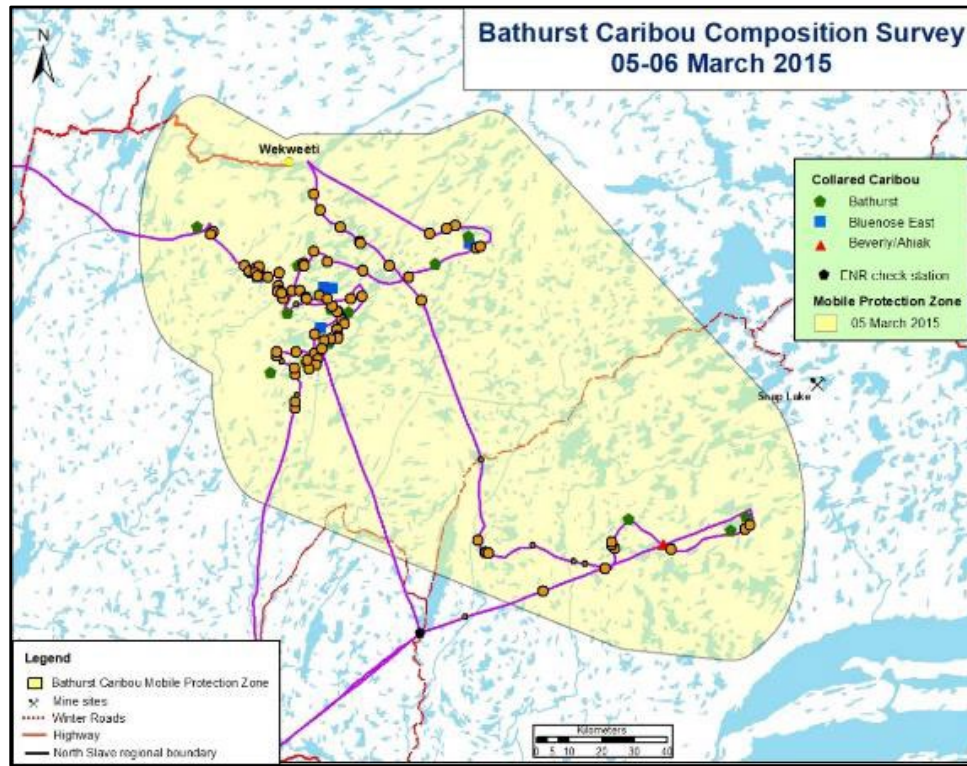 Bathurst Caribou Composition Survey
05-06 March 2015
N
Wekweeti
Collared Caribou
Bathurst
Bluenose East
Beverly/Ahiak
ENR check station
Mobile Protection Zone
05 March 2015
Snap Lake
Legend
Bathurst Caribou Mobile Protection Zone
Mine sites
Winter Roads
Highway
North Slave regional boundary
Kilometers
0 5 10 20 30 40